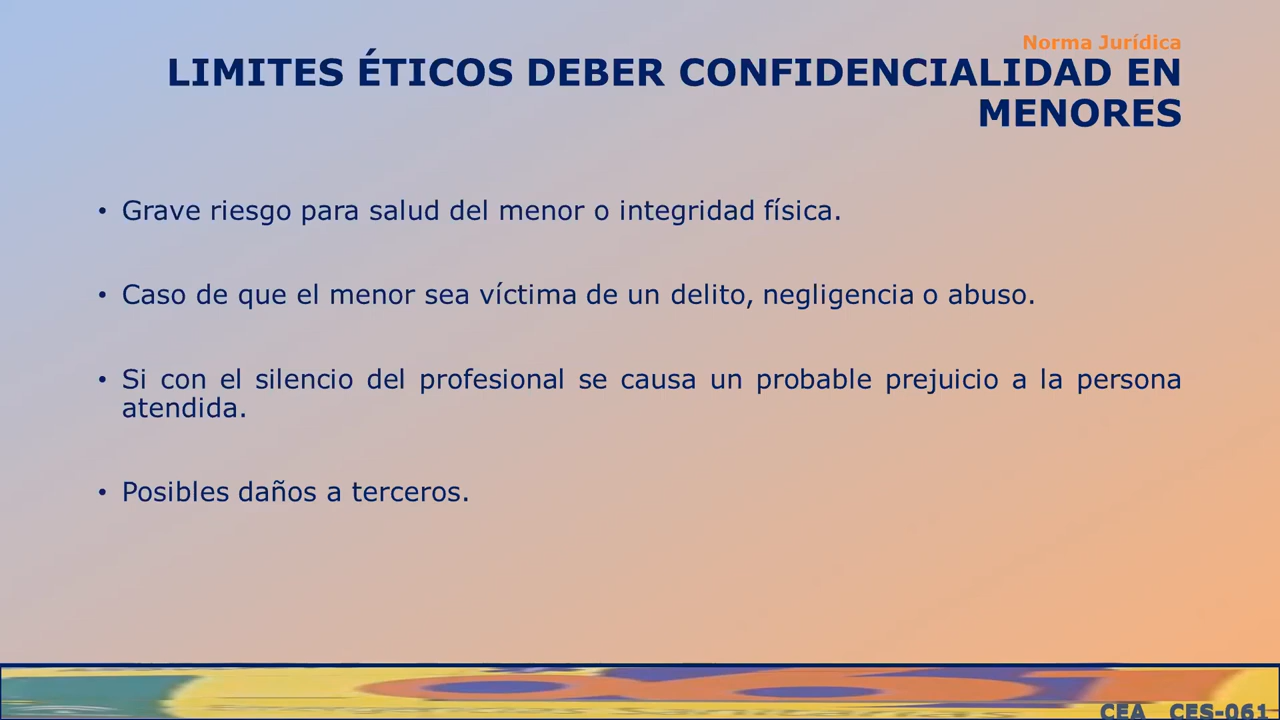 Norma Jurídica
LIMITES ÉTICOS DEBER CONFIDENCIALIDAD EN
MENORES
• Grave riesgo para salud del menor o integridad física.
• Caso de que el menor sea víctima de un delito, negligencia o abuso.
• Si con el silencio del profesional se causa un probable prejuicio a la persona
atendida.
• Posibles daños a terceros.
061
CEA CES-061